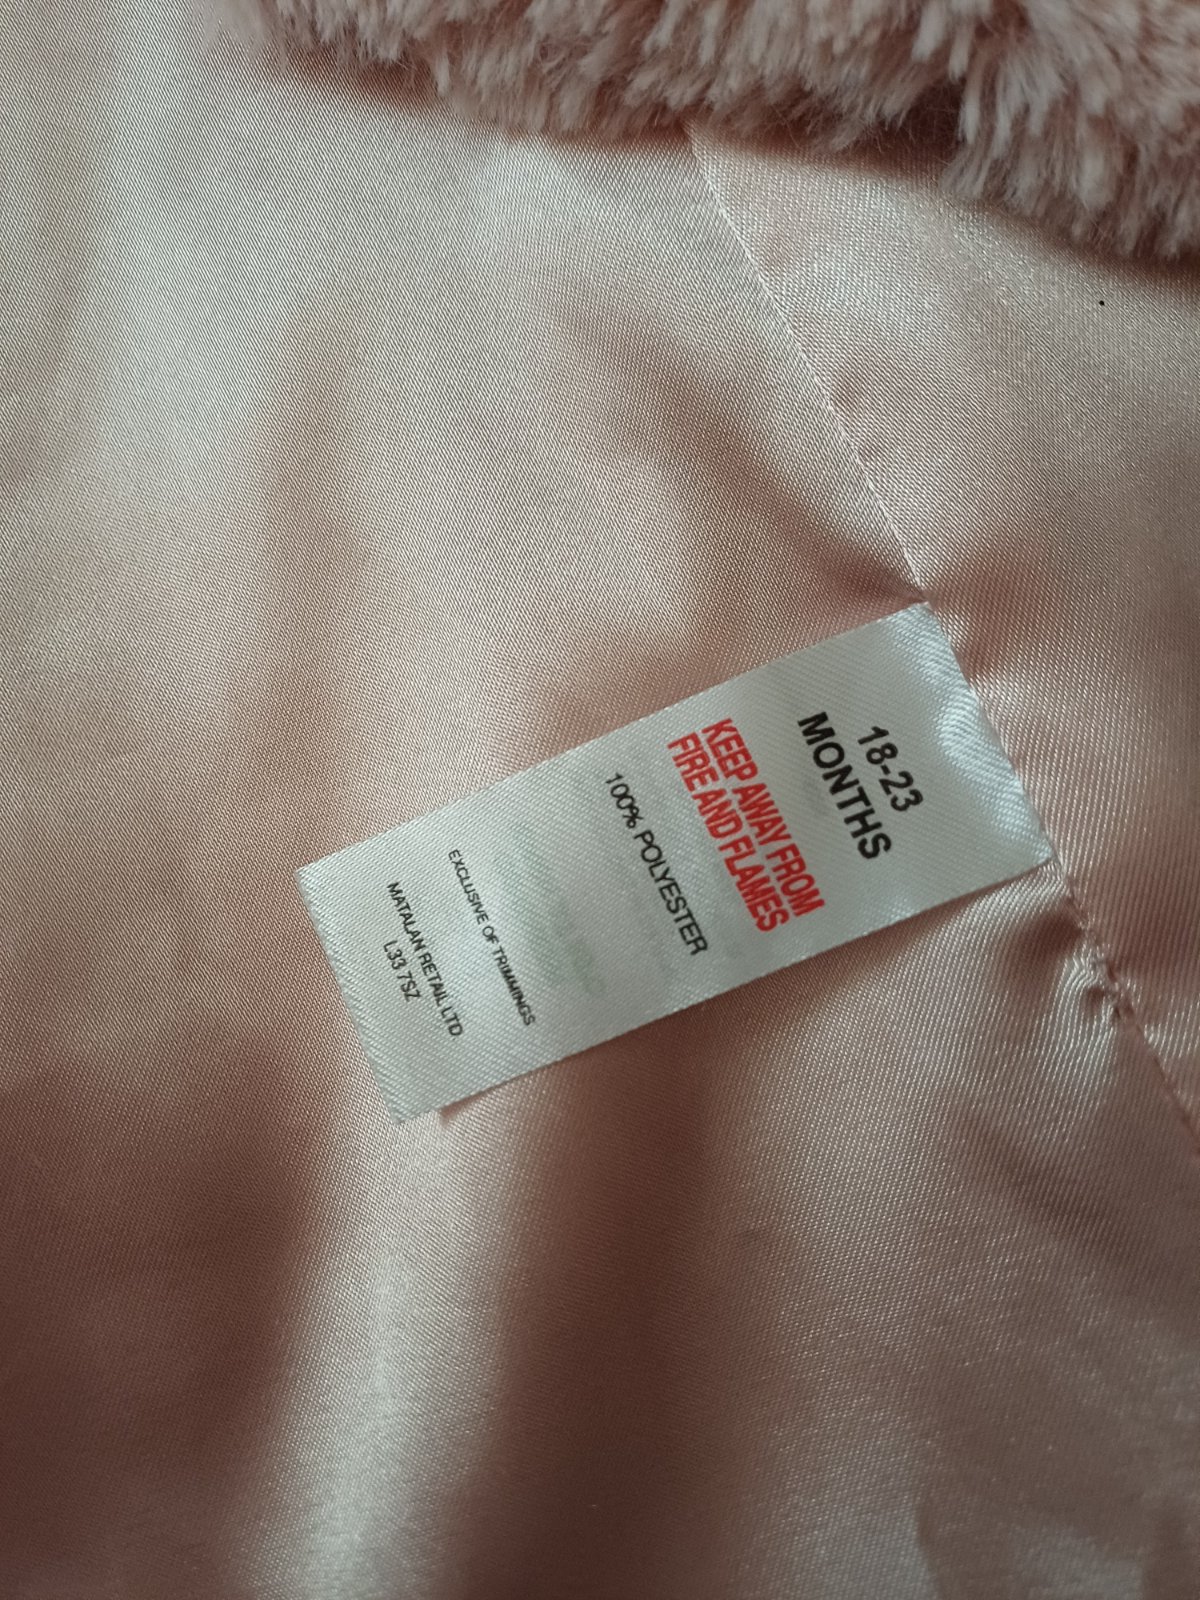 18-23
MONTHS
KEEP AWAY FROM
FIRE AND FLAMES
100% POLYESTER
EXCLUSIVE OF TRIMMINGS
MATALAN RETAIL LTD
L33 7SZ